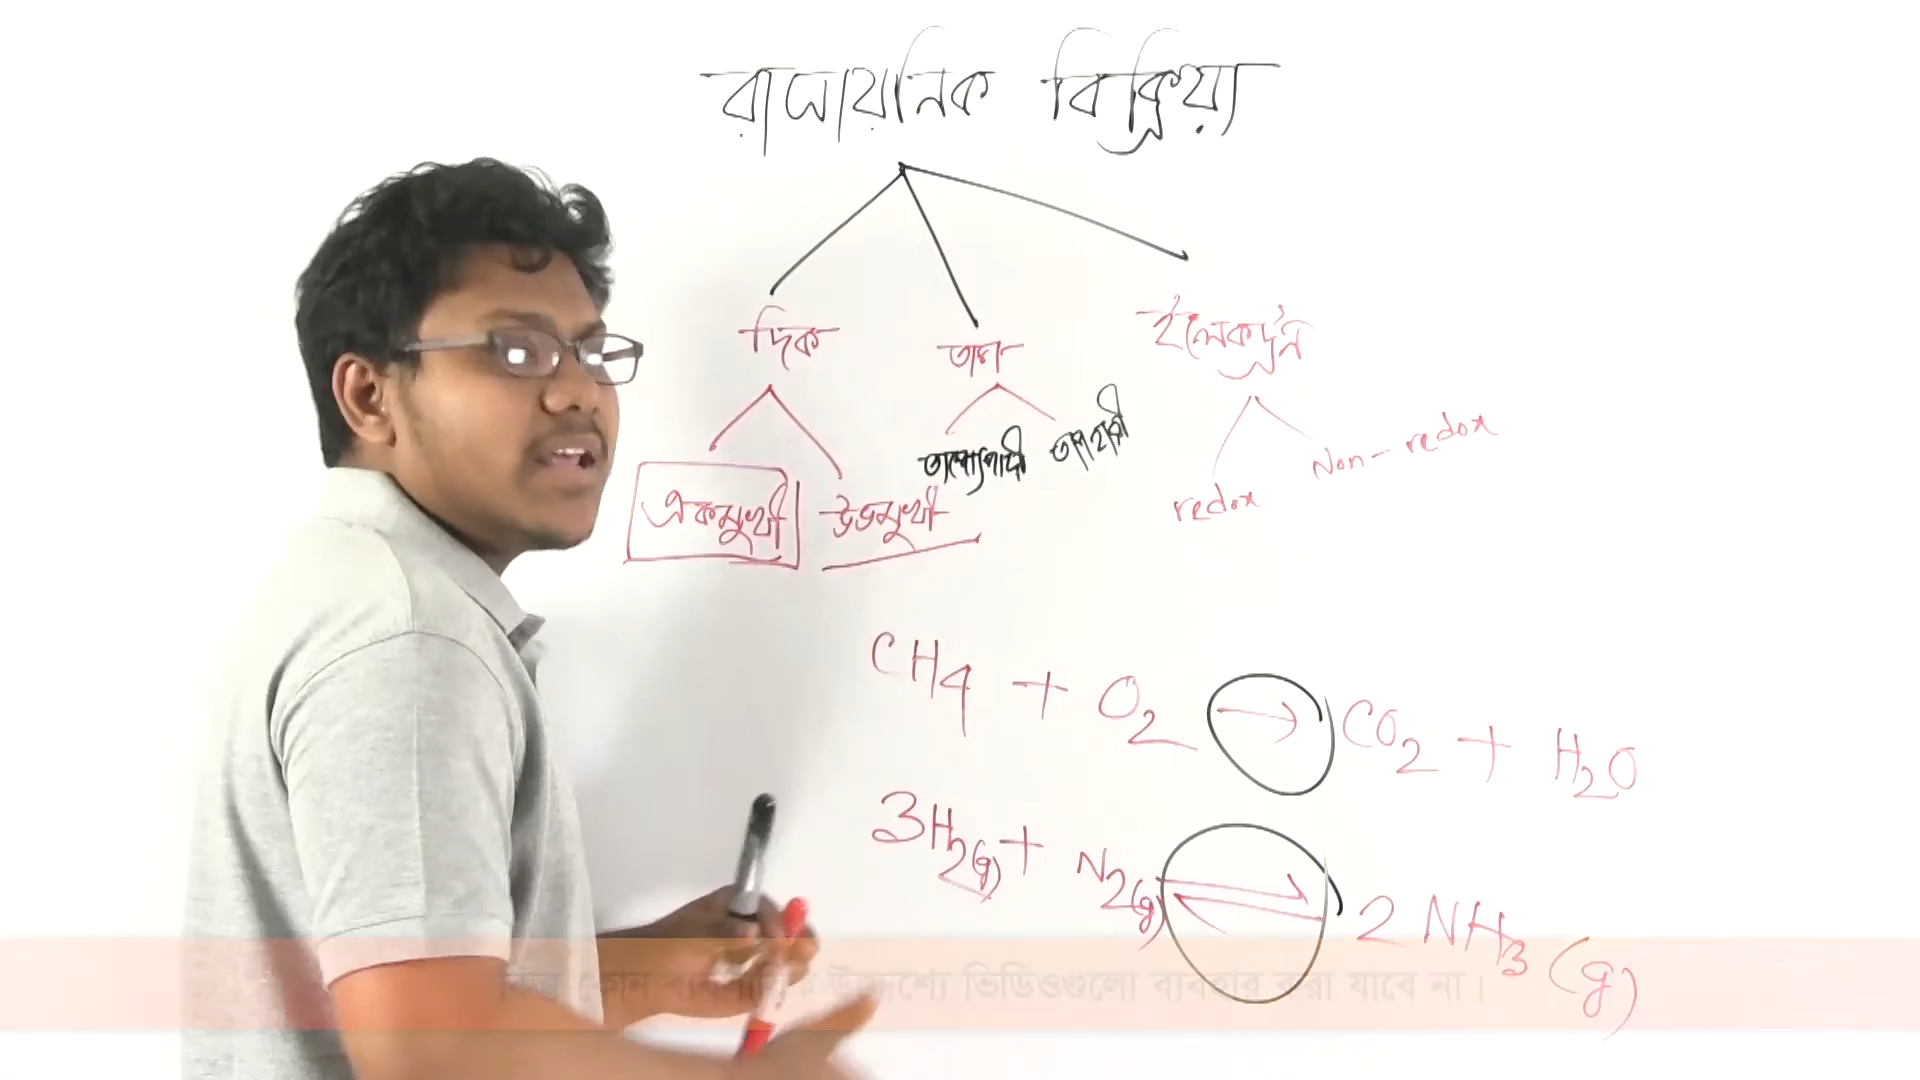 রাসায়নিক বিক্রিয়া
দিক তাপ ইলেকট্রন
একমুখী উভমুখী তাপোৎপাদী তাপহারী redox Non-redox
CH4 + O2 → CO2 + H2O
3H2(g) + N2(g) ⇌ 2NH3(g)
কোন উদ্দেশ্যে ভিডিওগুলো ব্যবহার করা যাবে না।